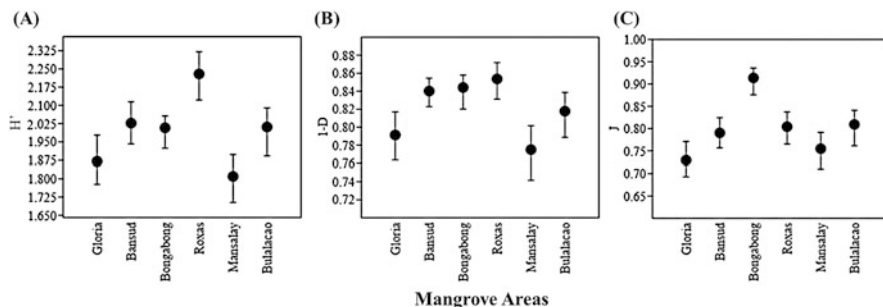 (A)
H'
2.325
2.250
2.175
2.100
2.025
1.950
1.875
1.800
1.725
1.650
Gloria
Bansud
Bongabong
Roxas
Mansalay
Bulalacao
(B)
1-D
0.88
0.86
0.84
0.82
0.80
0.78
0.76
0.74
0.72
Gloria
Bansud
Bongabong
Roxas
Mansalay
Bulalacao
(C)
J
1.00
0.95
0.90
0.85
0.80
0.75
0.70
0.65
Gloria
Bansud
Bongabong
Roxas
Mansalay
Bulalacao
Mangrove Areas